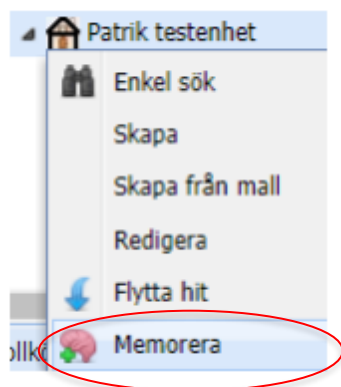 Patrik testenhet
Enkel sök
Skapa
Skapa från mall
Redigera
Flytta hit
Memorera